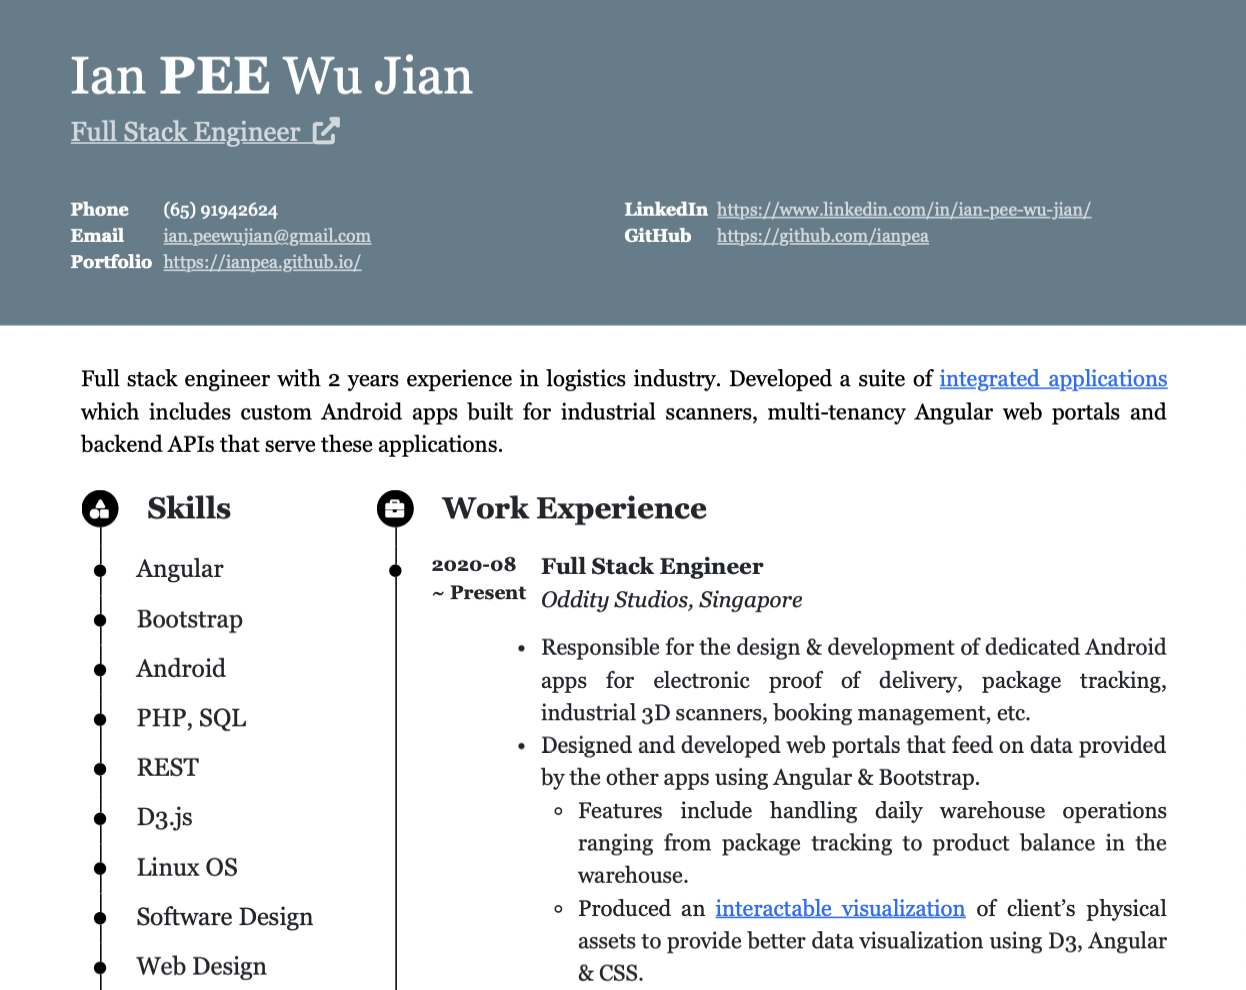 Ian PEE Wu Jian
Full Stack Engineer
Phone (65) 91942624
Email ian.peewujian@gmail.com
Portfolio https://ianpea.github.io/
LinkedIn https://www.linkedin.com/in/ian-pee-wu-jian/
GitHub https://github.com/ianpea
Full stack engineer with 2 years experience in logistics industry. Developed a suite of integrated applications
which includes custom Android apps built for industrial scanners, multi-tenancy Angular web portals and
backend APIs that serve these applications.
Skills
Angular
Bootstrap
Android
PHP, SQL
REST
D3.js
Linux OS
Software Design
Web Design
Work Experience
2020-08
~ Present
Full Stack Engineer
Oddity Studios, Singapore
• Responsible for the design & development of dedicated Android
apps for electronic proof of delivery, package tracking,
industrial 3D scanners, booking management, etc.
• Designed and developed web portals that feed on data provided
by the other apps using Angular & Bootstrap.
◦ Features include handling daily warehouse operations
ranging from package tracking to product balance in the
warehouse.
◦ Produced an interactable visualization of client’s physical
assets to provide better data visualization using D3, Angular
& CSS.